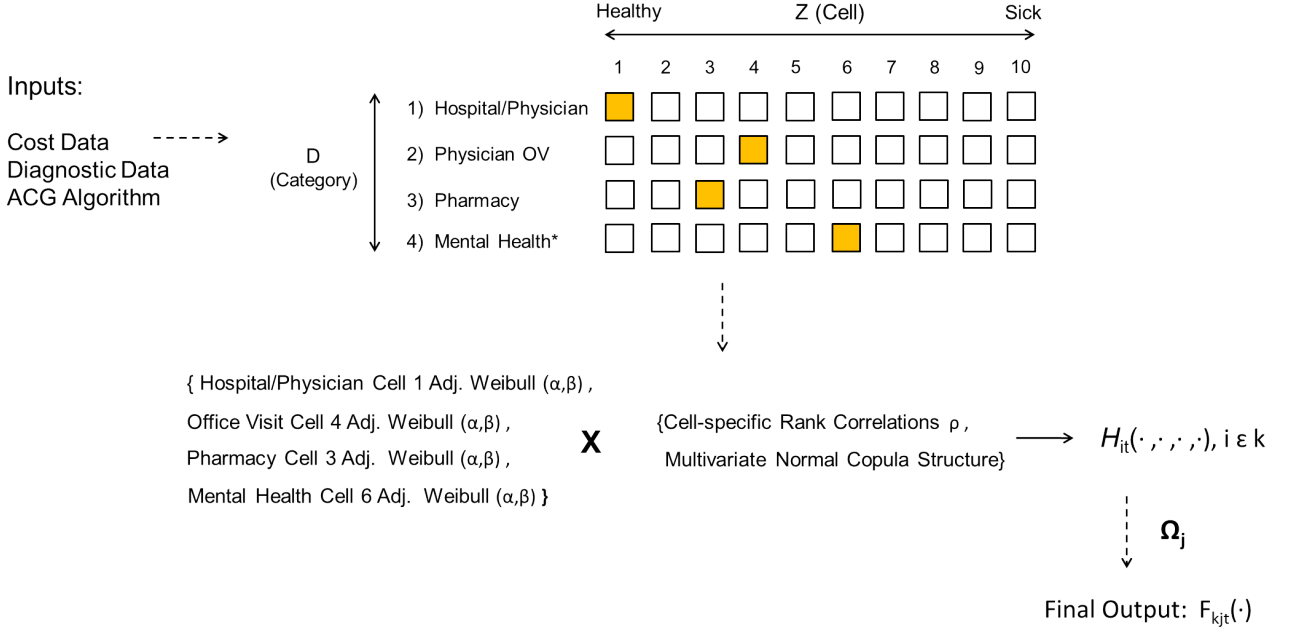 Healthy Z (Cell) Sick
1 2 3 4 5 6 7 8 9 10
Inputs:
Cost Data
Diagnostic Data
ACG Algorithm
D
(Category)
1) Hospital/Physician
2) Physician OV
3) Pharmacy
4) Mental Health*
{ Hospital/Physician Cell 1 Adj. Weibull (α,β) ,
Office Visit Cell 4 Adj. Weibull (α,β) ,
Pharmacy Cell 3 Adj. Weibull (α,β) ,
Mental Health Cell 6 Adj. Weibull (α,β) }
X
{Cell-specific Rank Correlations ρ ,
Multivariate Normal Copula Structure}
Hit(· ,· ,· ,·), i ε k
Ωj
Final Output: Fkjt(·)